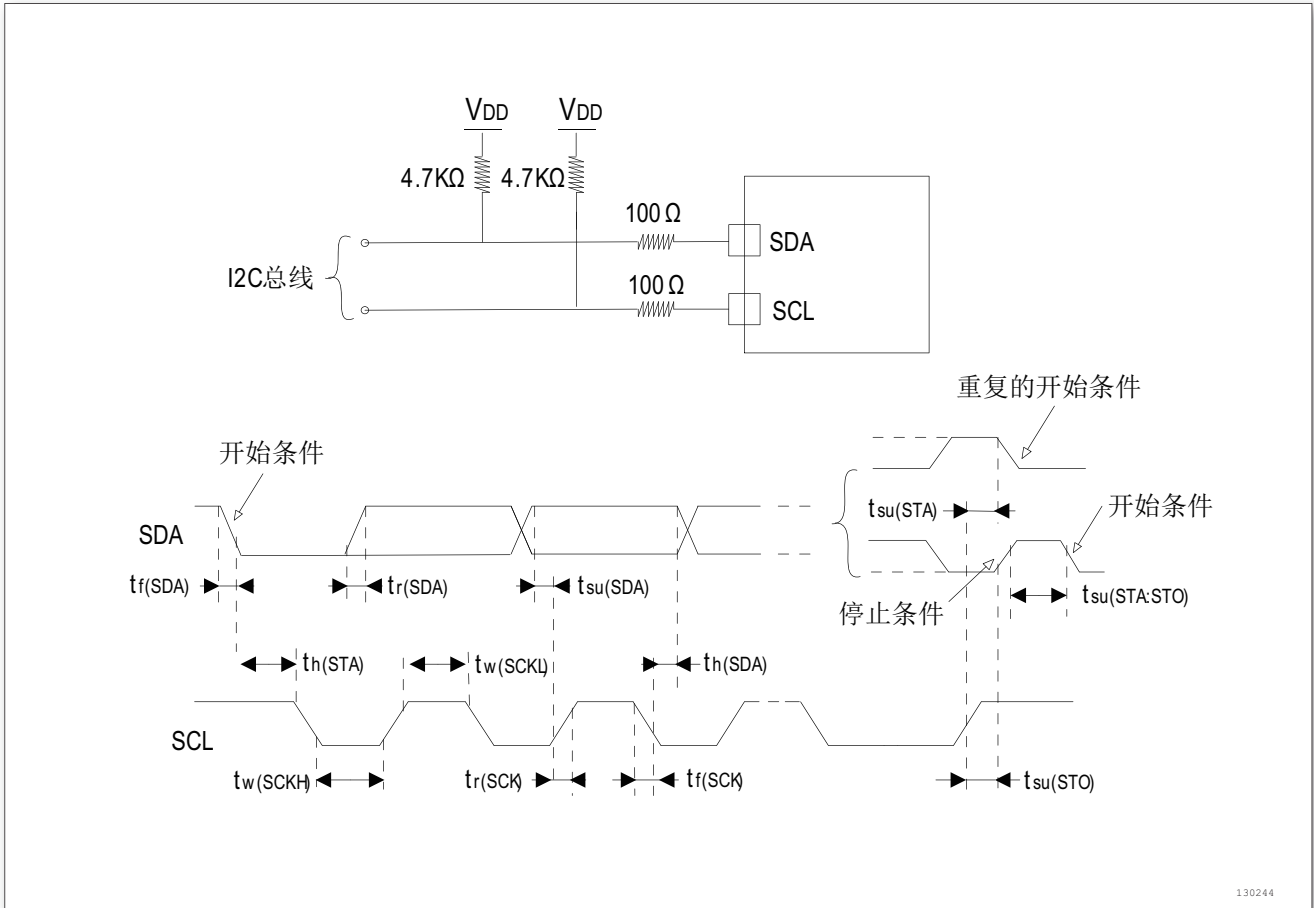 VDD
VDD
4.7KΩ
4.7KΩ
100 Ω
SDA
I2C总线
100 Ω
SCL
重复的开始条件
开始条件
tsu(STA)
开始条件
SDA
tf(SDA)
tr(SDA)
tsu(SDA)
停止条件
tsu(STA:STO)
th(STA)
tw(SCKL)
th(SDA)
SCL
tw(SCKH)
tr(SCK)
tf(SCK)
tsu(STO)
130244